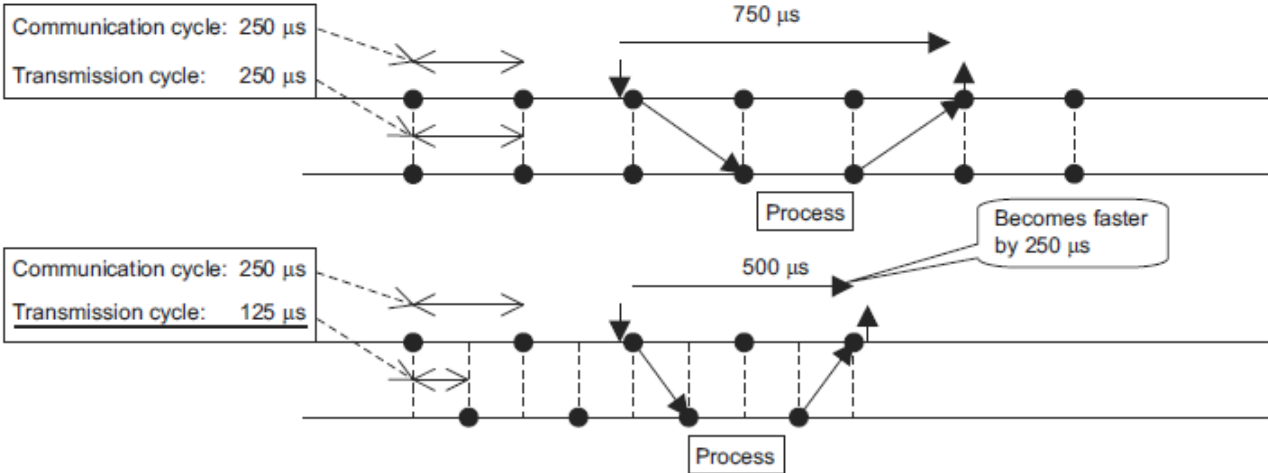 Communication cycle: 250 μs
Transmission cycle: 250 μs
750 μs
Process
Becomes faster
by 250 μs
Communication cycle: 250 μs
Transmission cycle: 125 μs
500 μs
Process